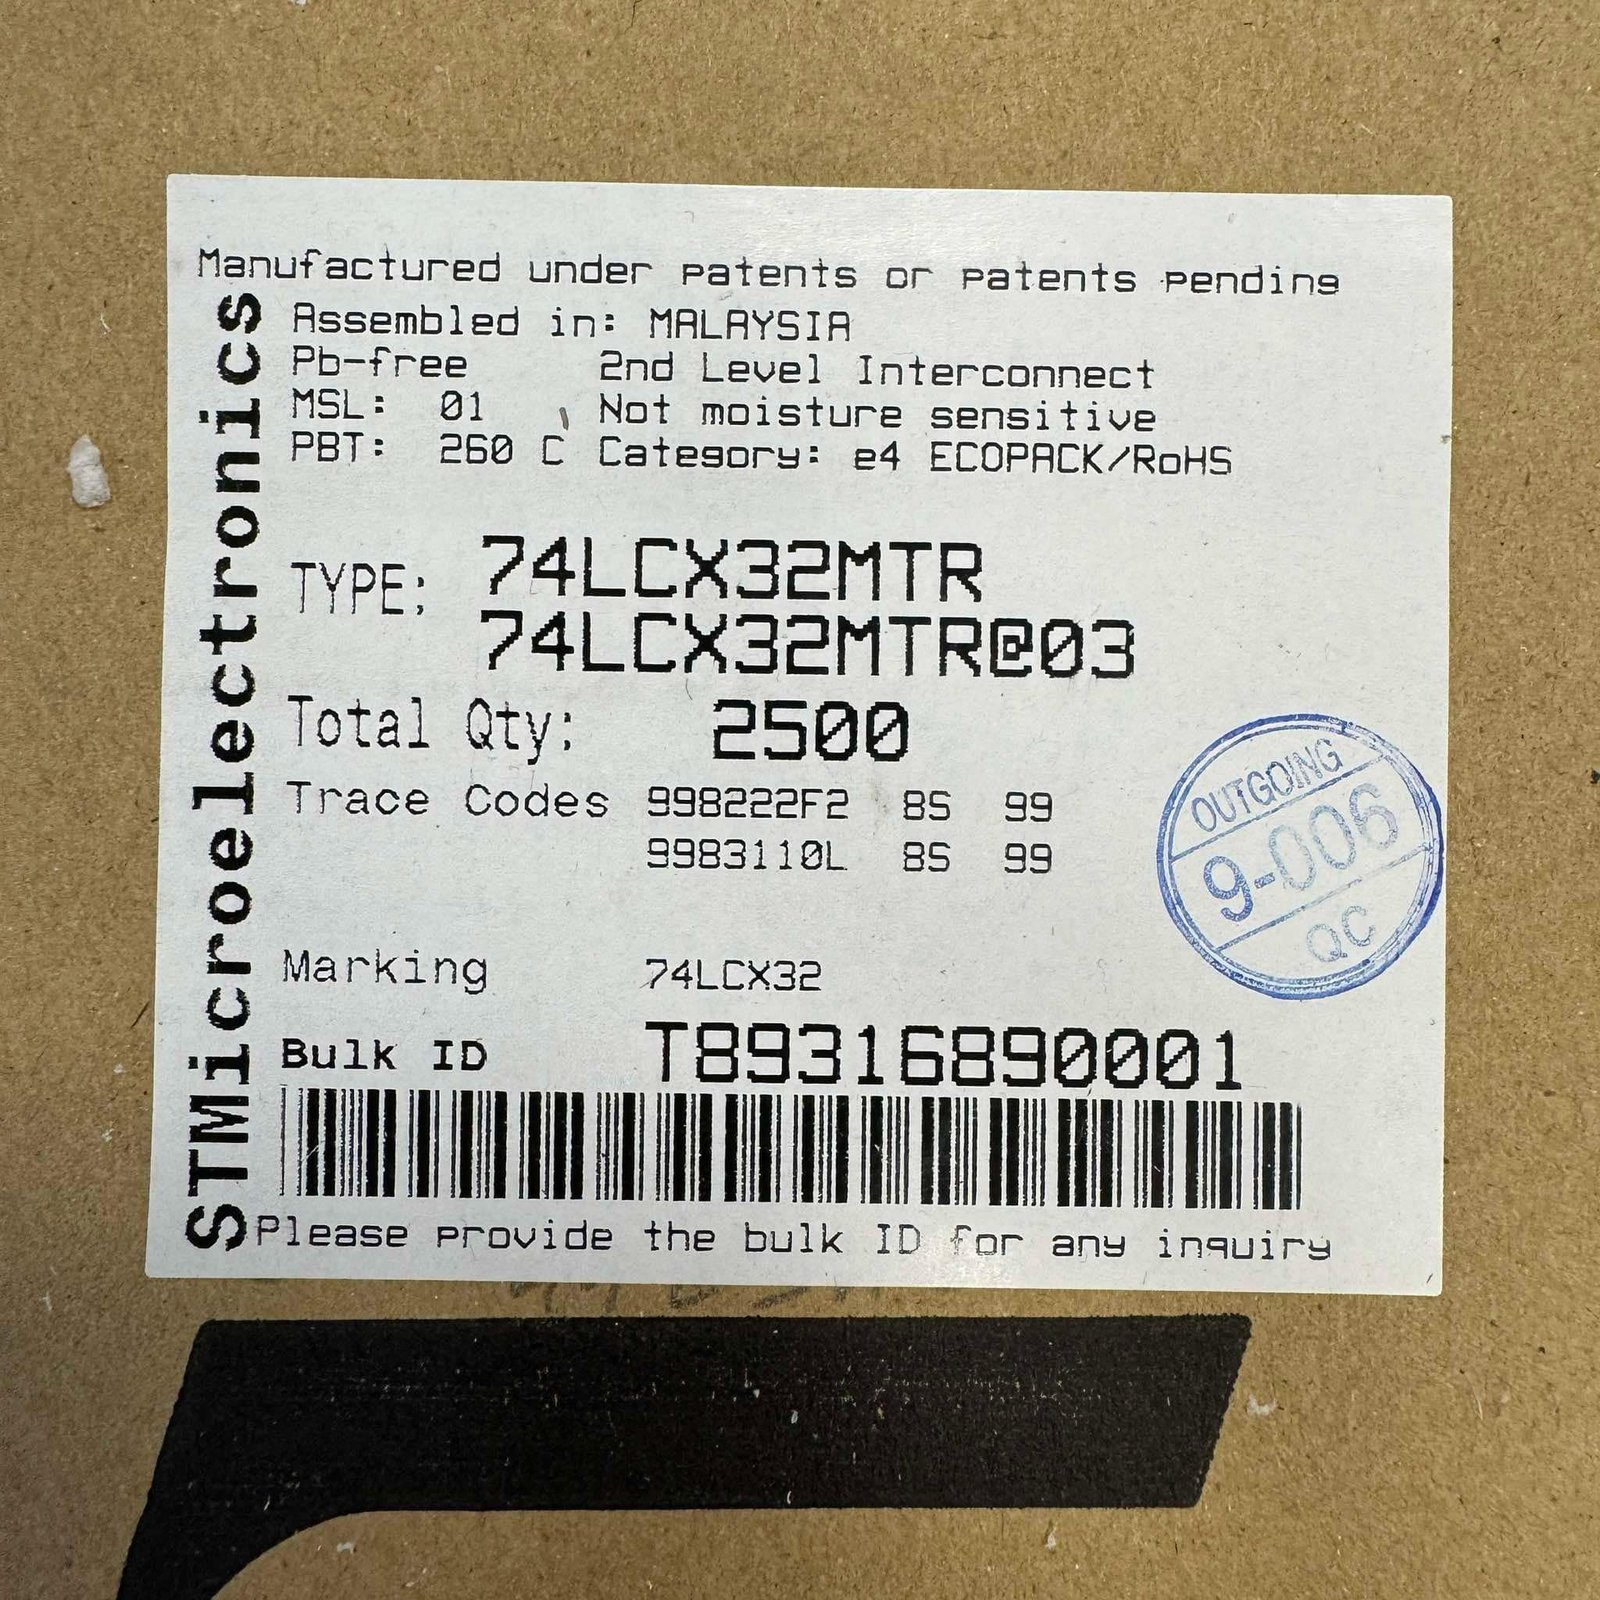 Manufactured under patents or patents pending
STMicroelectronics
Assembled in: MALAYSIA
Pb-free 2nd Level Interconnect
MSL: 01 Not moisture sensitive
PBT: 260 C Category: e4 ECOPACK/RoHS
TYPE: 74LCX32MTR
74LCX32MTR@03
Total Qty: 2500
Trace Codes 998222F2 8S 99
9983110L 8S 99
OUTGOING
9-006
QC
Marking 74LCX32
Bulk ID T89316890001
Please provide the bulk ID for any inquiry